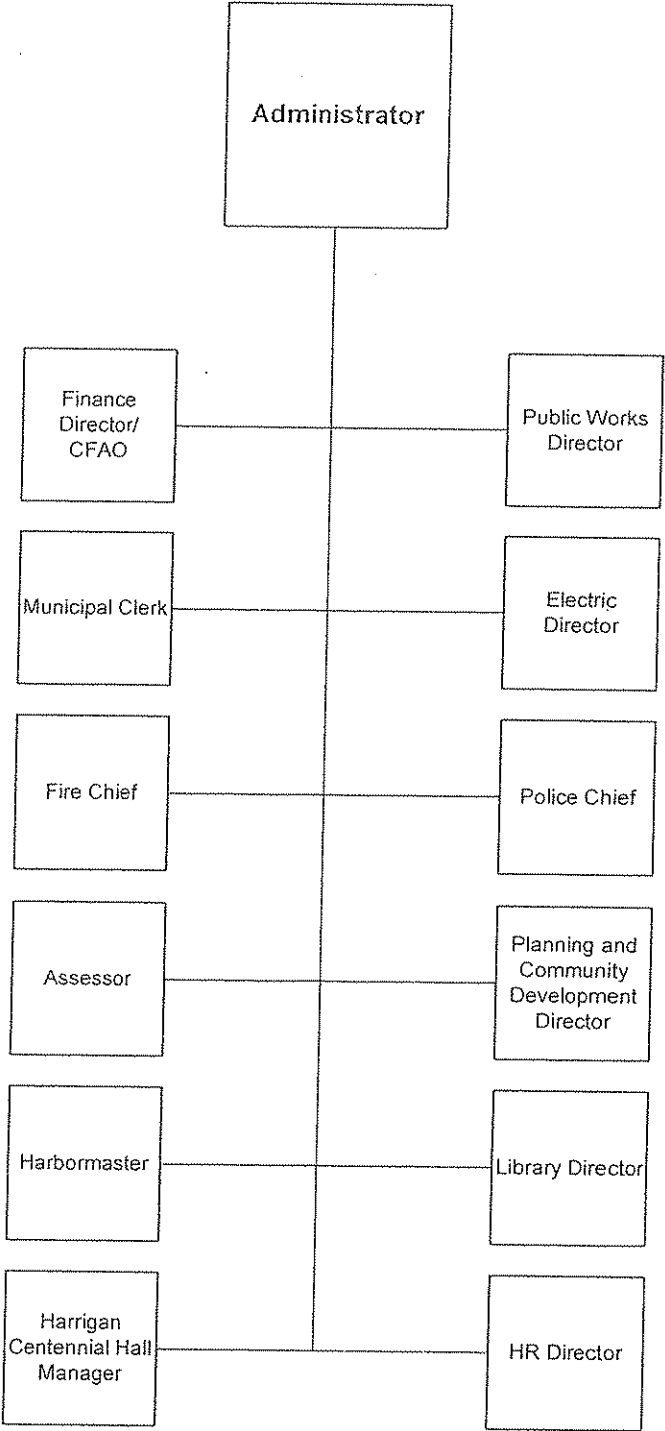 Administrator
Finance
Director/
CFAO
Public Works
Director
Municipal Clerk
Electric
Director
Fire Chief
Police Chief
Assessor
Planning and
Community
Development
Director
Harbormaster
Library Director
Harrigan
Centennial Hall
Manager
HR Director